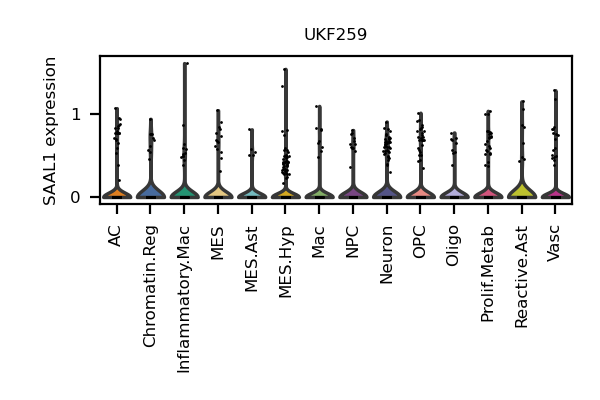 UKF259
SAAL1 expression
1
0
AC
Chromatin.Reg
Inflammatory.Mac
MES
MES.Ast
MES.Hyp
Mac
NPC
Neuron
OPC
Oligo
Prolif.Metab
Reactive.Ast
Vasc